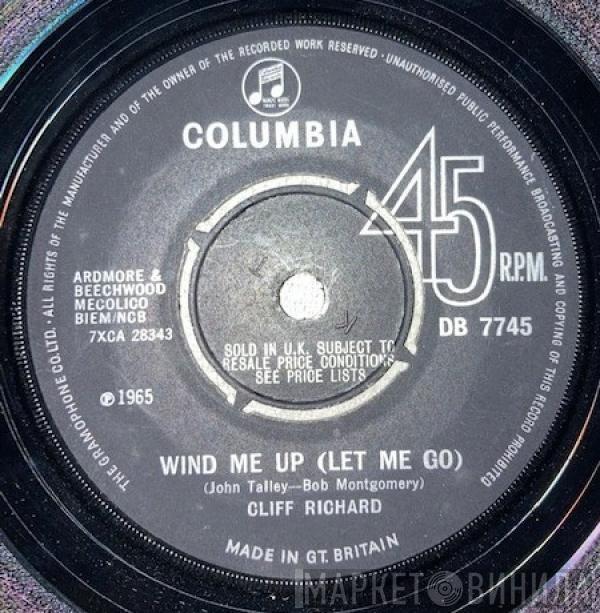 THE GRAMOPHONE CO. LTD. · ALL RIGHTS OF THE MANUFACTURER AND OF THE OWNER OF THE RECORDED WORK RESERVED · UNAUTHORISED PUBLIC PERFORMANCE BROADCASTING AND COPYING OF THIS RECORD PROHIBITED
COLUMBIA
45
R.P.M.
ARDMORE &
BEECHWOOD
MECOLICO
BIEM/NCB
7XCA 28343
DB 7745
SOLD IN U.K. SUBJECT TO
RESALE PRICE CONDITIONS
SEE PRICE LISTS
℗ 1965
WIND ME UP (LET ME GO)
(John Talley—Bob Montgomery)
CLIFF RICHARD
MADE IN GT. BRITAIN
МАРКЕТ ВИНИЛА